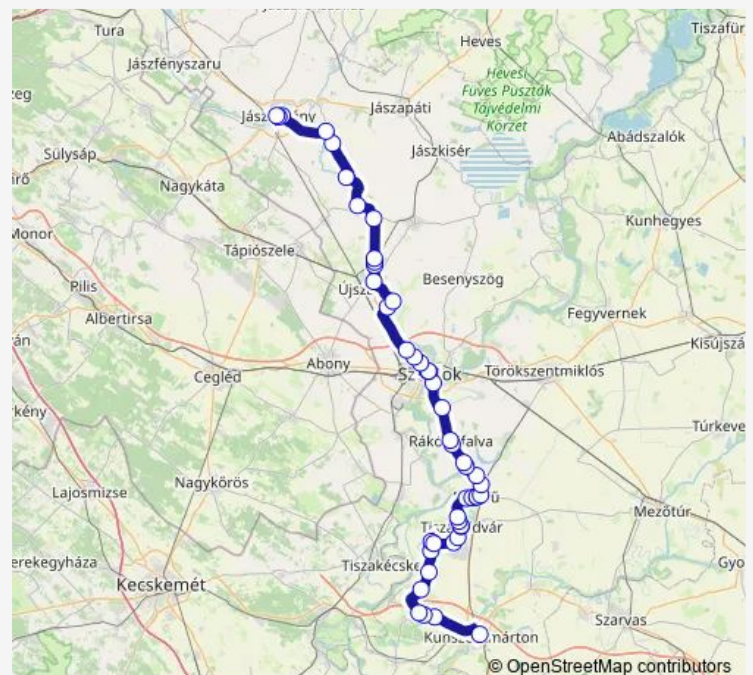 Tura
Heves
Tiszafür
Jászfényszaru
Hevesi
Füves Puszták
Tájvédelmi
Körzet
Jászapáti
Abádszalók
Jászkisér
Sülysáp
Nagykáta
Kunhegyes
Monor
Tápiószele
Besenyszög
Pilis
Albertirsa
Fegyvernek
Kisújszá
Abony
Törökszentmiklós
Cegléd
Túrkeve
Nagykőrös
Lajosmizse
Mezőtúr
Tiszakécske
Kecskemét
Szarvas
© OpenStreetMap contributors